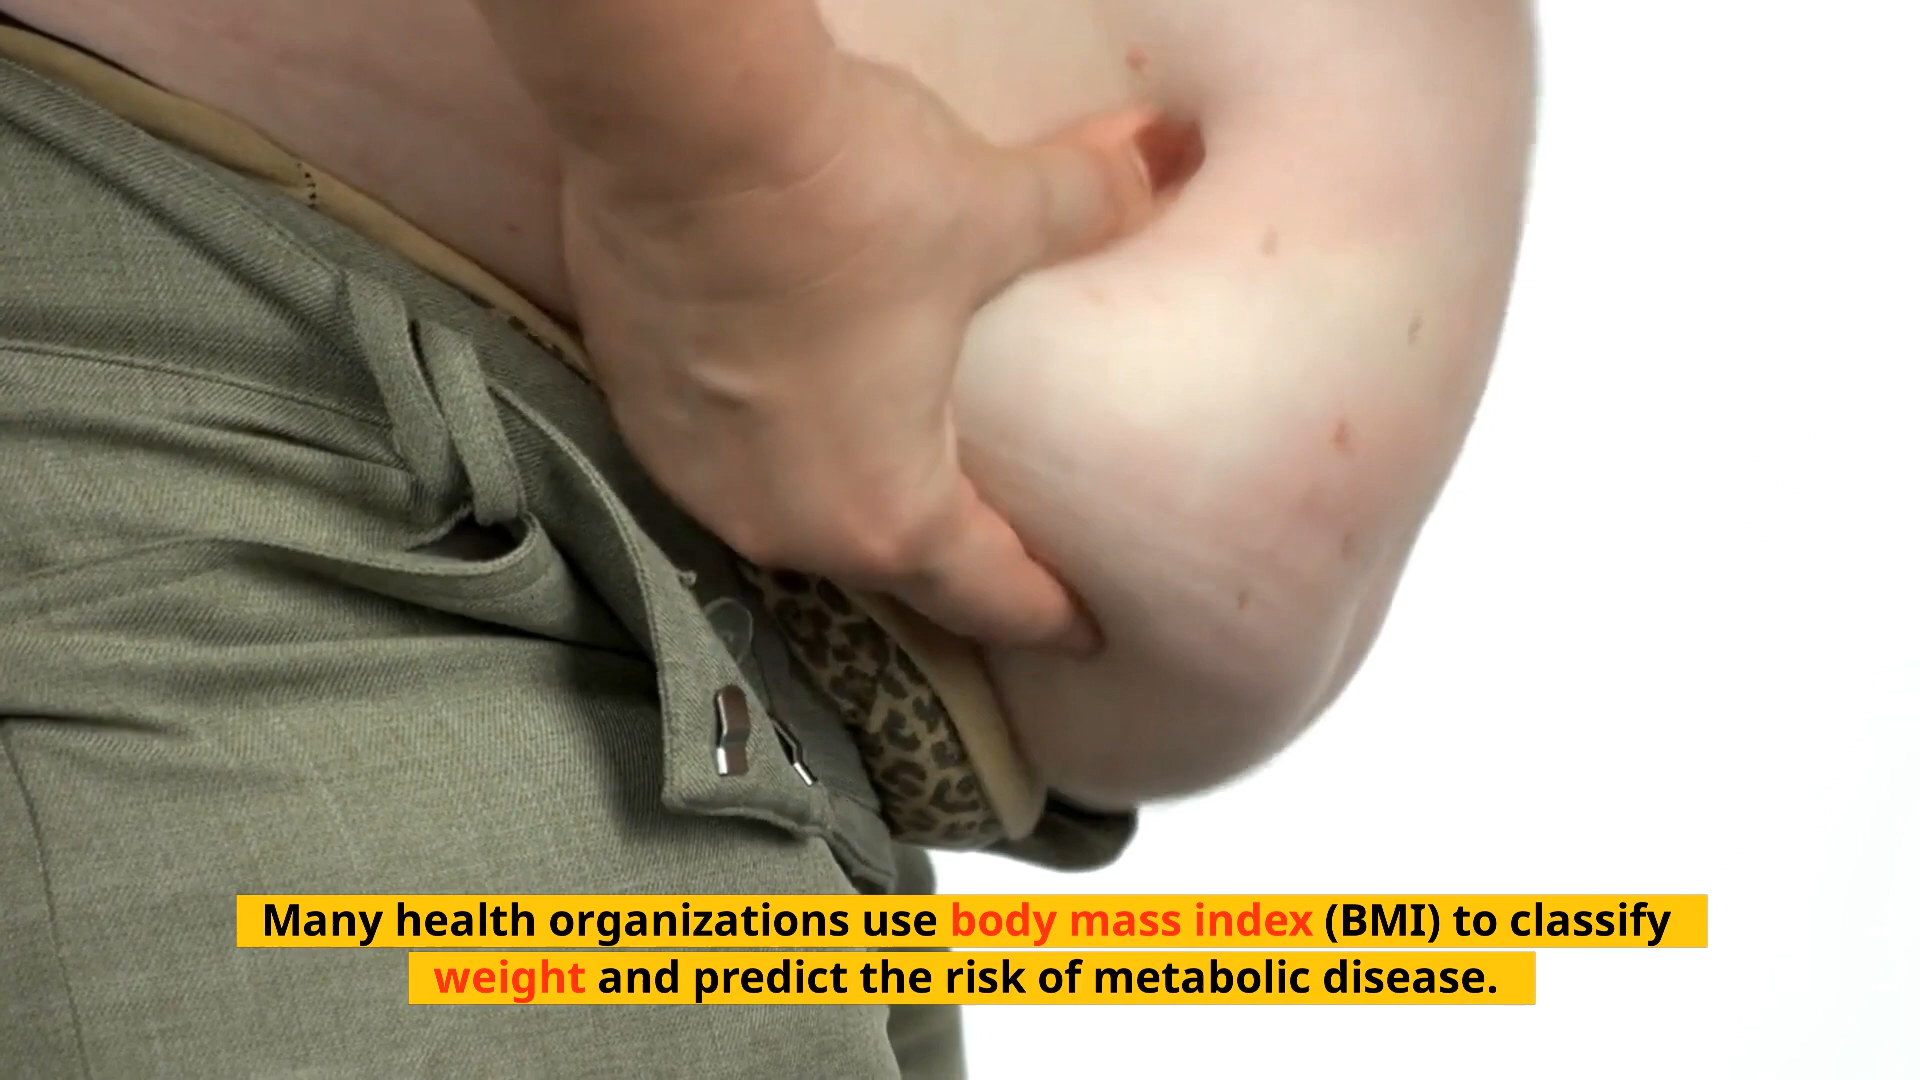 Many health organizations use body mass index (BMI) to classify
weight and predict the risk of metabolic disease.